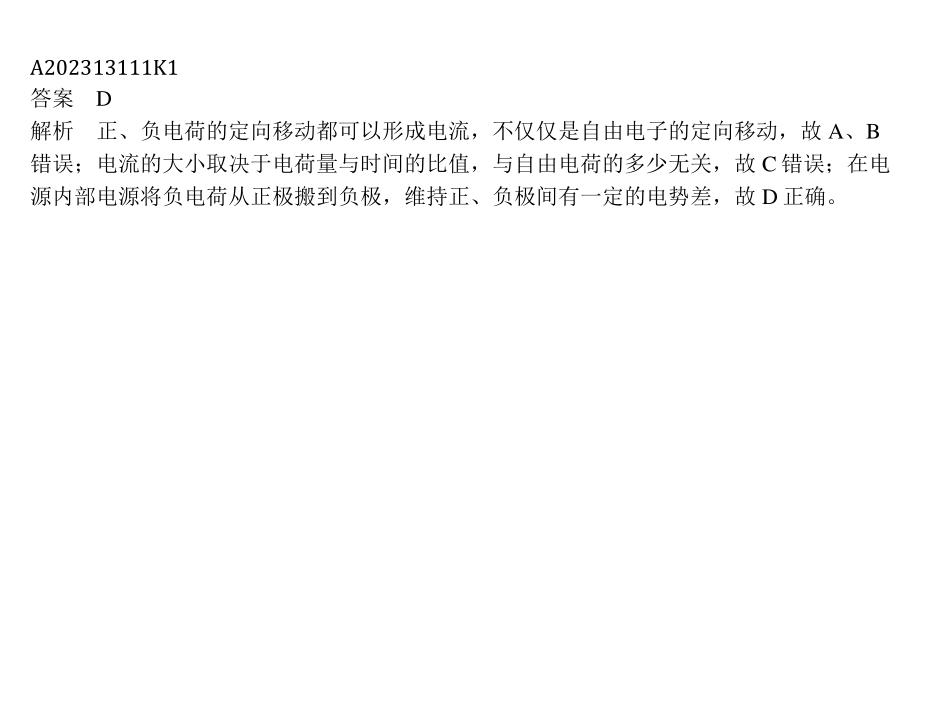 A202313111K1
答案　D
解析　正、负电荷的定向移动都可以形成电流，不仅仅是自由电子的定向移动，故 A、B
错误；电流的大小取决于电荷量与时间的比值，与自由电荷的多少无关，故 C 错误；在电
源内部电源将负电荷从正极搬到负极，维持正、负极间有一定的电势差，故 D 正确。